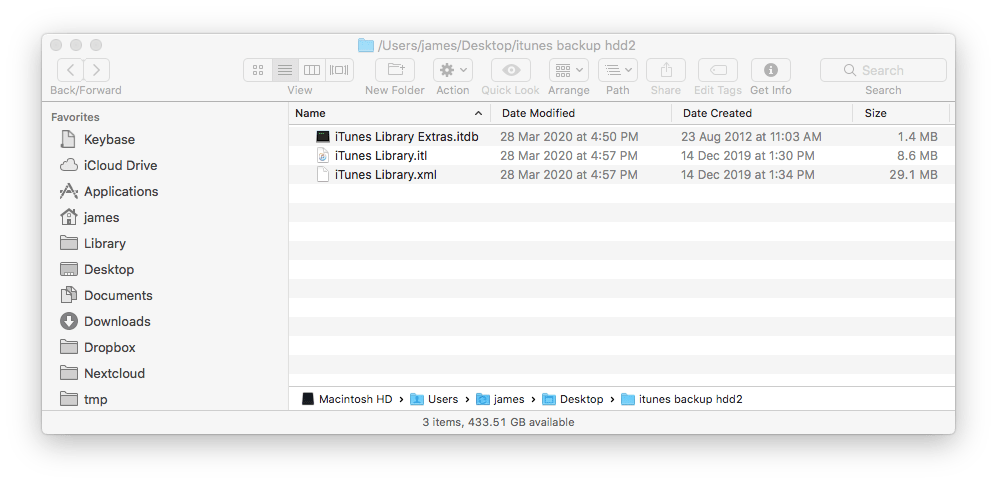 /Users/james/Desktop/itunes backup hdd2
Back/Forward View New Folder Action Quick Look Arrange Path Share Edit Tags Get Info Search
Search
Favorites
Keybase
iCloud Drive
Applications
james
Library
Desktop
Documents
Downloads
Dropbox
Nextcloud
tmp
Name Date Modified Date Created Size
iTunes Library Extras.itdb 28 Mar 2020 at 4:50 PM 23 Aug 2012 at 11:03 AM 1.4 MB
iTunes Library.itl 28 Mar 2020 at 4:57 PM 14 Dec 2019 at 1:30 PM 8.6 MB
iTunes Library.xml 28 Mar 2020 at 4:57 PM 14 Dec 2019 at 1:34 PM 29.1 MB
Macintosh HD › Users › james › Desktop › itunes backup hdd2
3 items, 433.51 GB available